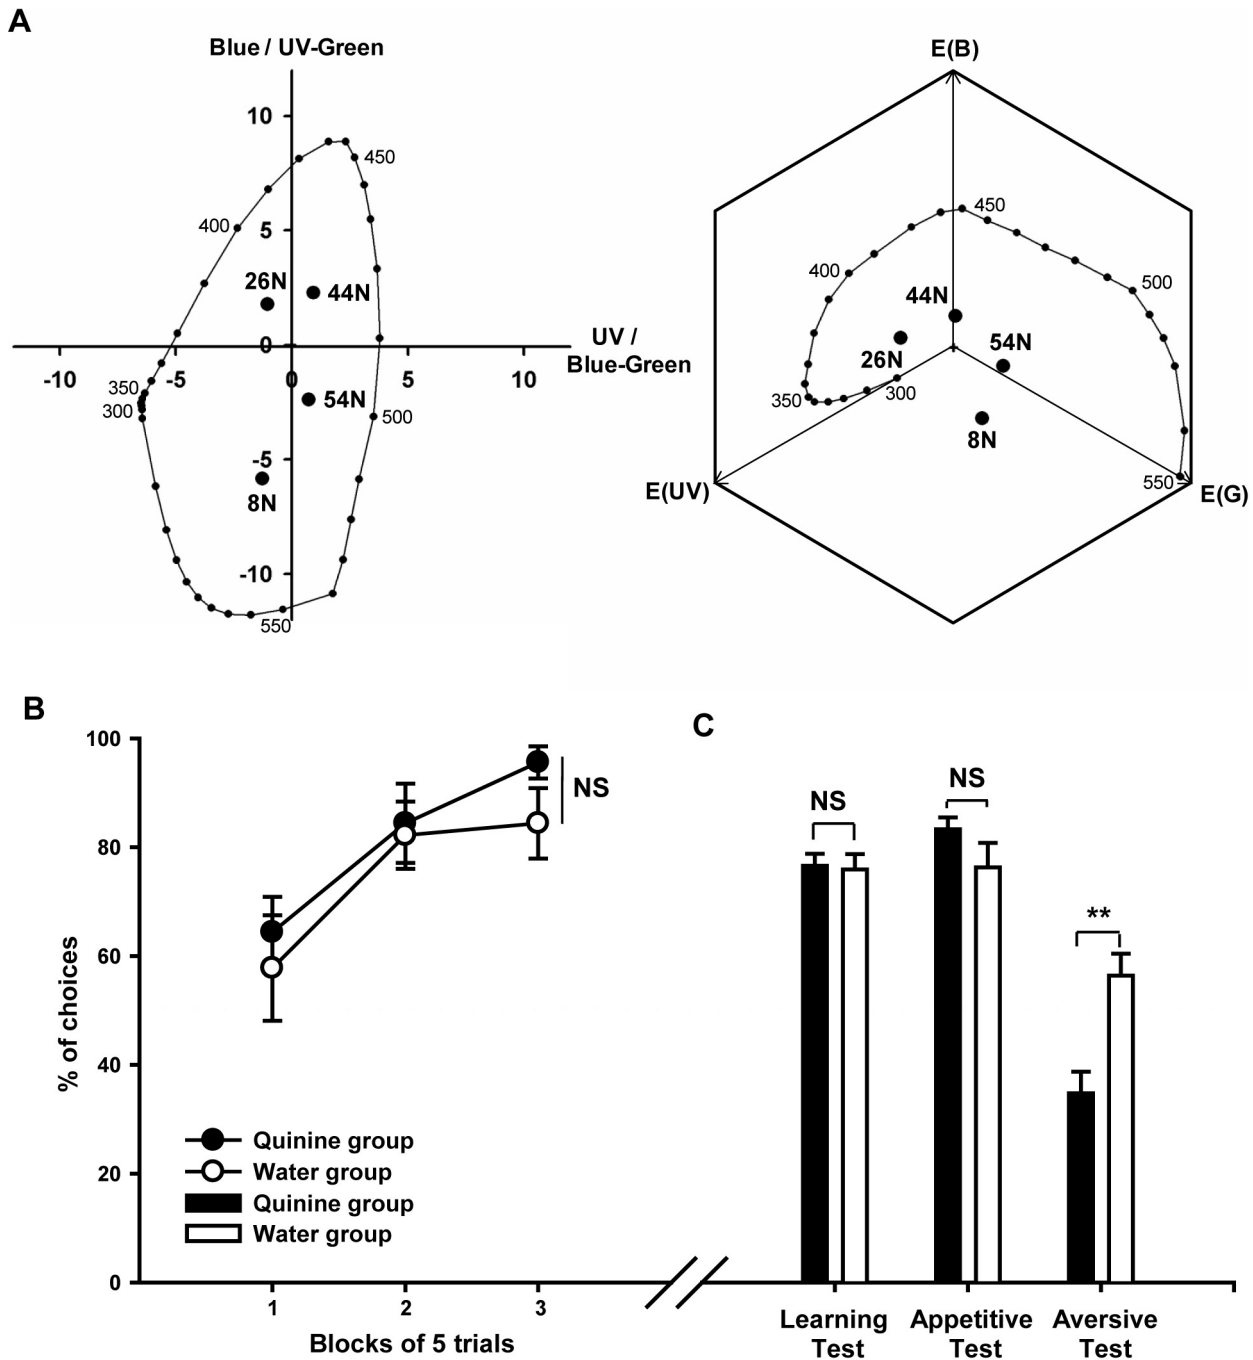 A
Blue / UV-Green
10
450
400
5
26N
44N
0
UV /
Blue-Green
-10
-5
0
5
10
350
300
54N
500
-5
8N
-10
550
E(B)
450
400
500
44N
54N
26N
300
350
8N
550
E(UV)
E(G)
B
100
80
60
40
20
0
% of choices
NS
Quinine group
Water group
Quinine group
Water group
1
2
3
Blocks of 5 trials
C
NS
NS
**
Learning
Test
Appetitive
Test
Aversive
Test